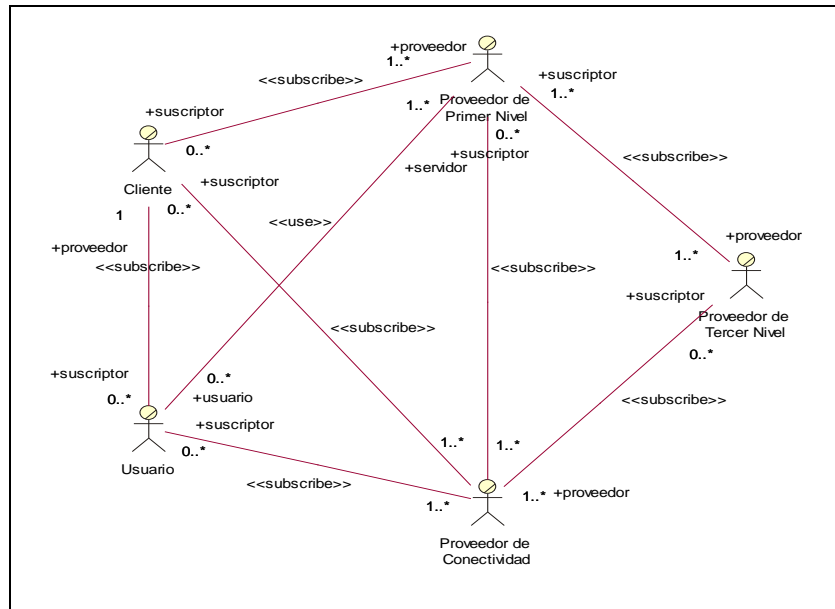 +proveedor
1..*
<<subscribe>>
+suscriptor
0..*
Cliente
Proveedor de
Primer Nivel
+suscriptor
1..*
1..*
0..*
+suscriptor
+servidor
<<subscribe>>
+suscriptor
0..*
1
+proveedor
<<subscribe>>
<<use>>
<<subscribe>>
+proveedor
1..*
+suscriptor
Proveedor de
Tercer Nivel
0..*
<<subscribe>>
<<subscribe>>
+suscriptor
0..*
0..*
+usuario
+suscriptor
Usuario
0..*
<<subscribe>>
1..*
1..*
1..*
1..*
+proveedor
Proveedor de
Conectividad